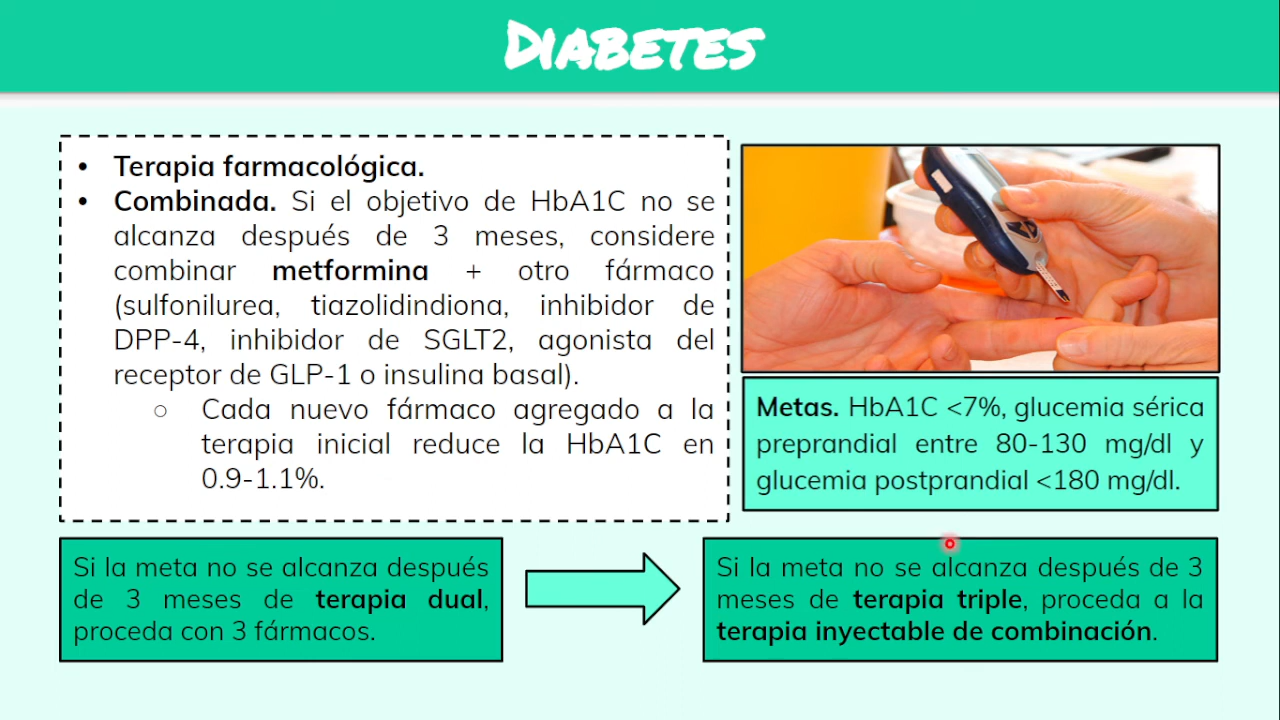 DIABETES
• Terapia farmacológica.
• Combinada. Si el objetivo de HbA1C no se
alcanza después de 3 meses, considere
combinar metformina + otro fármaco
(sulfonilurea, tiazolidindiona, inhibidor de
DPP-4, inhibidor de SGLT2, agonista del
receptor de GLP-1 o insulina basal).
○ Cada nuevo fármaco agregado a la
terapia inicial reduce la HbA1C en
0.9-1.1%.
Metas. HbA1C <7%, glucemia sérica
preprandial entre 80-130 mg/dl y
glucemia postprandial <180 mg/dl.
Si la meta no se alcanza después
de 3 meses de terapia dual,
proceda con 3 fármacos.
Si la meta no se alcanza después de 3
meses de terapia triple, proceda a la
terapia inyectable de combinación.